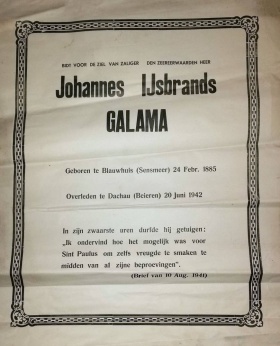 BIDT VOOR DE ZIEL VAN ZALIGER DEN ZEEREERWAARDEN HEER
Johannes IJsbrands
GALAMA
Geboren te Blauwhuis (Sensmeer) 24 Febr. 1885
Overleden te Dachau (Beieren) 20 Juni 1942
In zijn zwaarste uren durfde hij getuigen:
„Ik ondervind hoe het mogelijk was voor
Sint Paulus om zelfs vreugde te smaken te
midden van al zijne beproevingen”.
(Brief van 10 Aug. 1941)